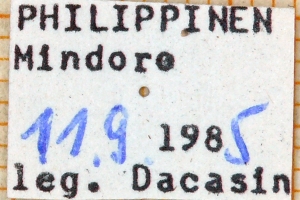 PHILIPPINEN
Mindoro
11.9. 1985
leg. Dacasin